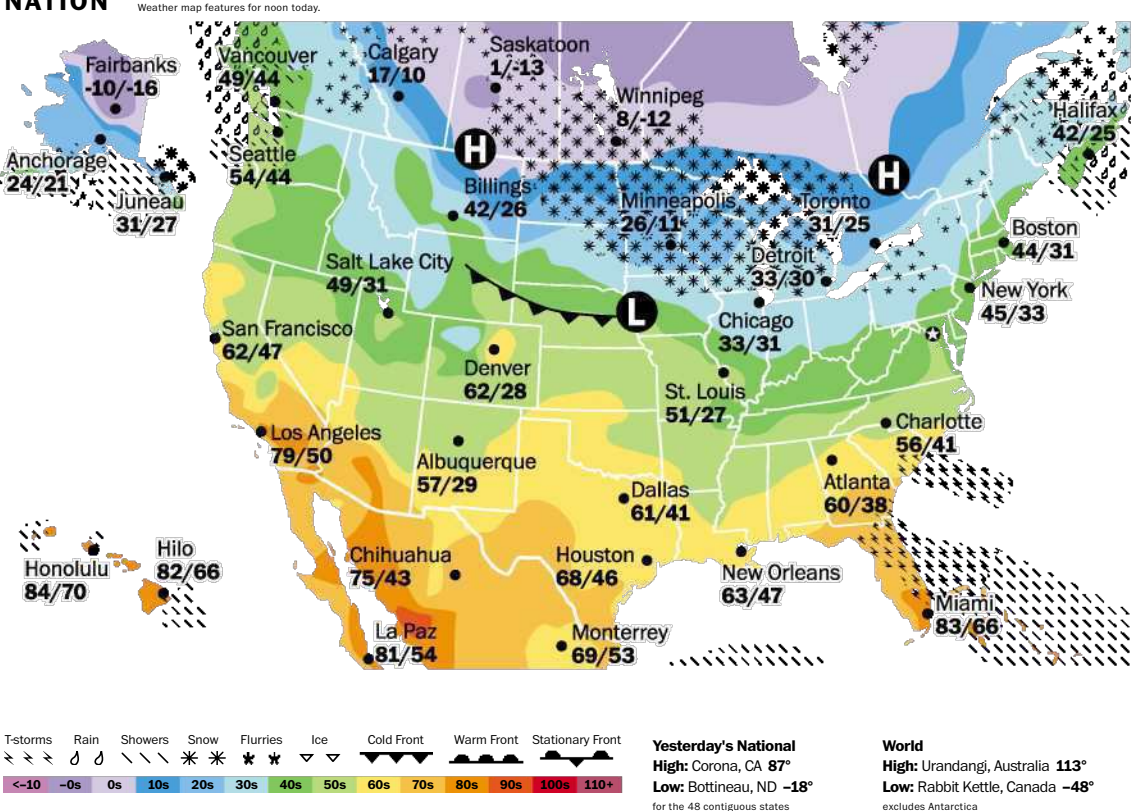 NATION
Weather map features for noon today.
Fairbanks
-10/-16
Anchorage
24/21
Juneau
31/27
Vancouver
49/44
Seattle
54/44
Calgary
17/10
Saskatoon
1/-13
Winnipeg
8/-12
H
H
Billings
42/26
Minneapolis
26/11
Toronto
31/25
Halifax
42/25
Boston
44/31
Detroit
33/30
New York
45/33
Salt Lake City
49/31
L
Chicago
33/31
San Francisco
62/47
Denver
62/28
St. Louis
51/27
Charlotte
56/41
Los Angeles
79/50
Albuquerque
57/29
Dallas
61/41
Atlanta
60/38
Honolulu
84/70
Hilo
82/66
Chihuahua
75/43
Houston
68/46
New Orleans
63/47
Miami
83/66
La Paz
81/54
Monterrey
69/53
T-storms Rain Showers Snow Flurries Ice Cold Front Warm Front Stationary Front
<-10 -0s 0s 10s 20s 30s 40s 50s 60s 70s 80s 90s 100s 110+
Yesterday's National
High: Corona, CA 87°
Low: Bottineau, ND –18°
for the 48 contiguous states
World
High: Urandangi, Australia 113°
Low: Rabbit Kettle, Canada –48°
excludes Antarctica